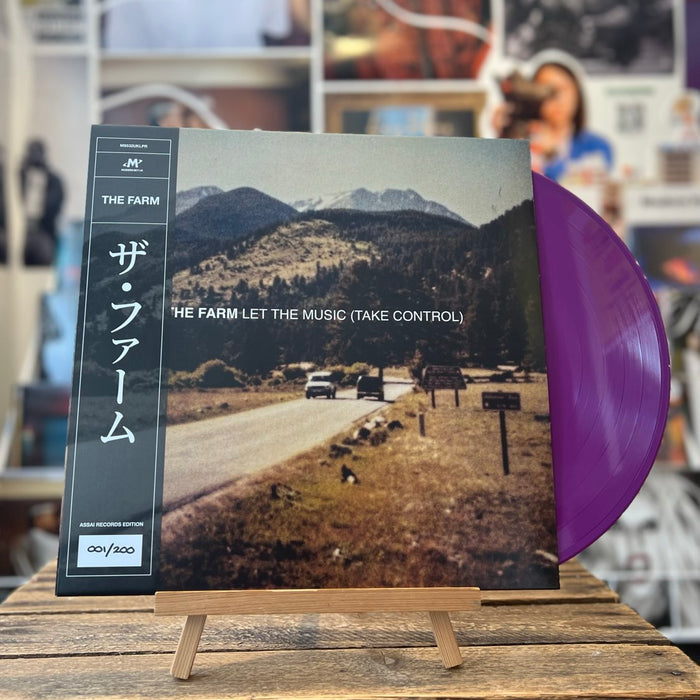 THE FARM
ザ・ファーム
ASSAI RECORDS EDITION
001/200
THE FARM LET THE MUSIC (TAKE CONTROL)